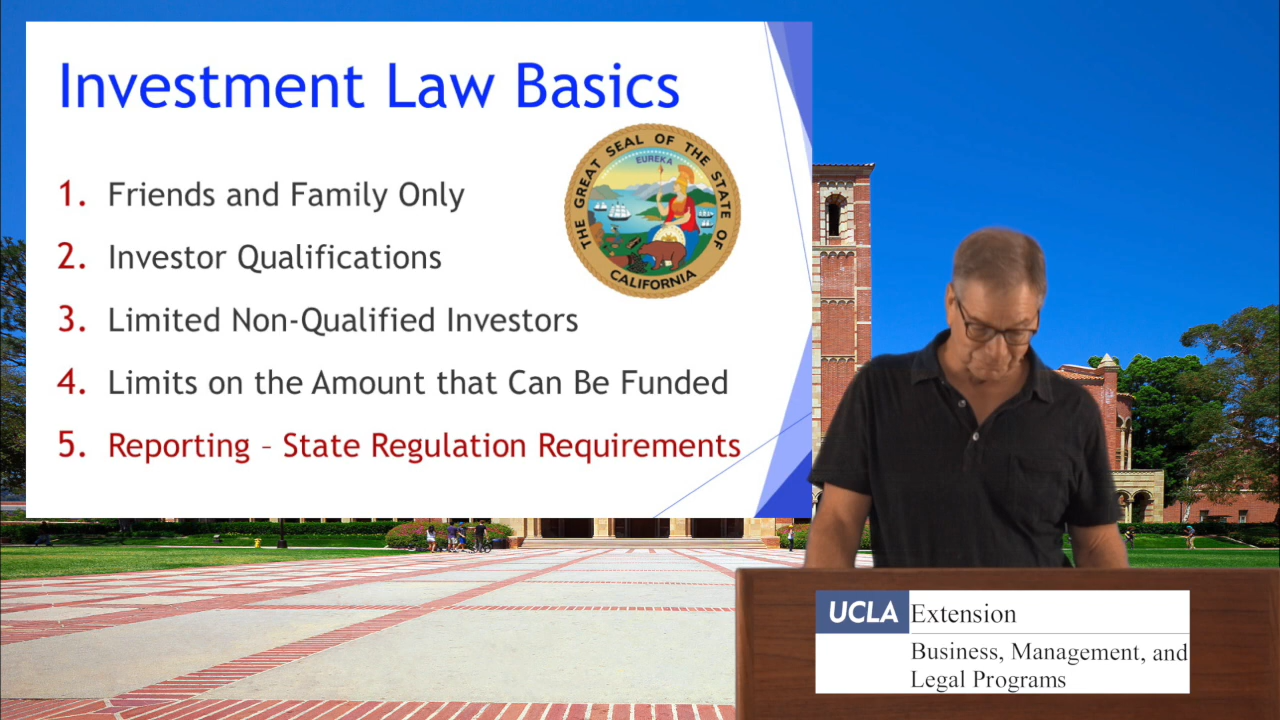 Investment Law Basics
THE GREAT SEAL OF THE STATE OF CALIFORNIA
EUREKA
1. Friends and Family Only
2. Investor Qualifications
3. Limited Non-Qualified Investors
4. Limits on the Amount that Can Be Funded
5. Reporting – State Regulation Requirements
UCLA Extension
Business, Management, and
Legal Programs